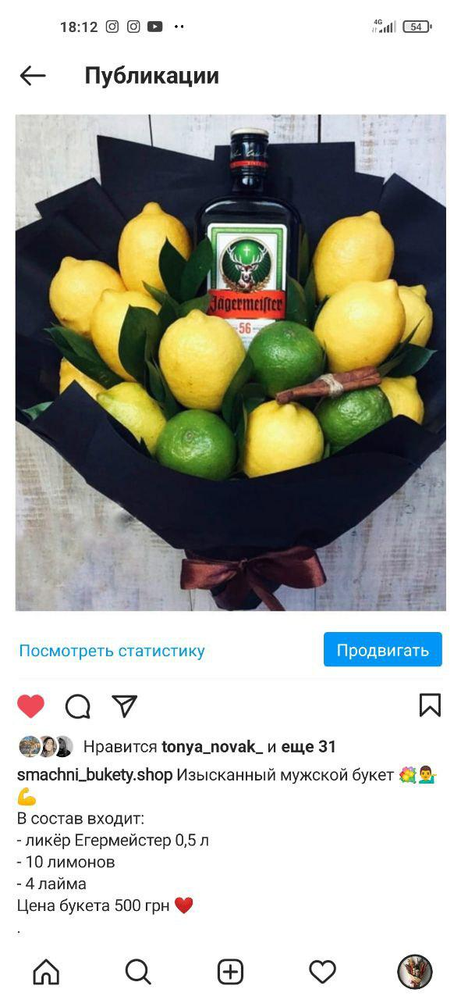 18:12
4G
54
Публикации
Jägermeister
56
Посмотреть статистику
Продвигать
Нравится tonya_novak_ и еще 31
smachni_bukety.shop Изысканный мужской букет 💐💁‍♂️
💪
В состав входит:
- ликёр Егермейстер 0,5 л
- 10 лимонов
- 4 лайма
Цена букета 500 грн ❤️
.